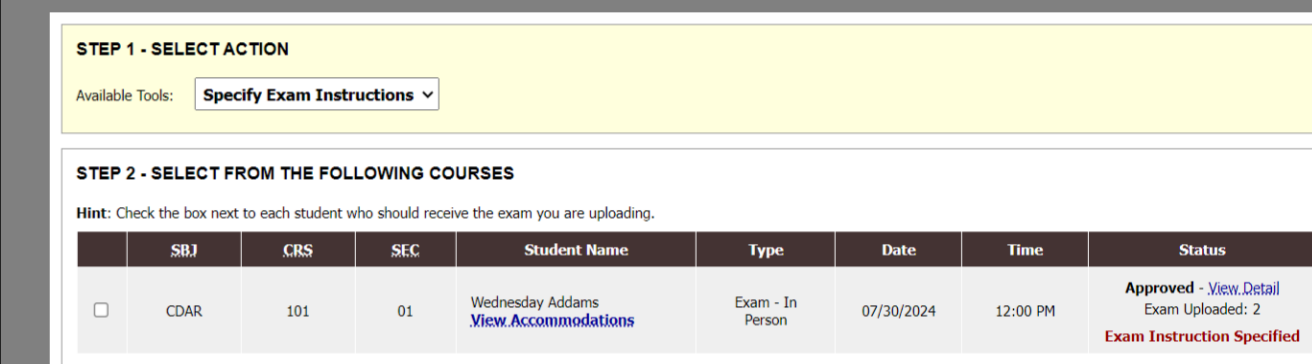 STEP 1 - SELECT ACTION
Available Tools: Specify Exam Instructions
STEP 2 - SELECT FROM THE FOLLOWING COURSES
Hint: Check the box next to each student who should receive the exam you are uploading.
SBJ CRS SEC Student Name Type Date Time Status
CDAR 101 01 Wednesday Addams
View Accommodations
Exam - In
Person
07/30/2024 12:00 PM
Approved - View Detail
Exam Uploaded: 2
Exam Instruction Specified